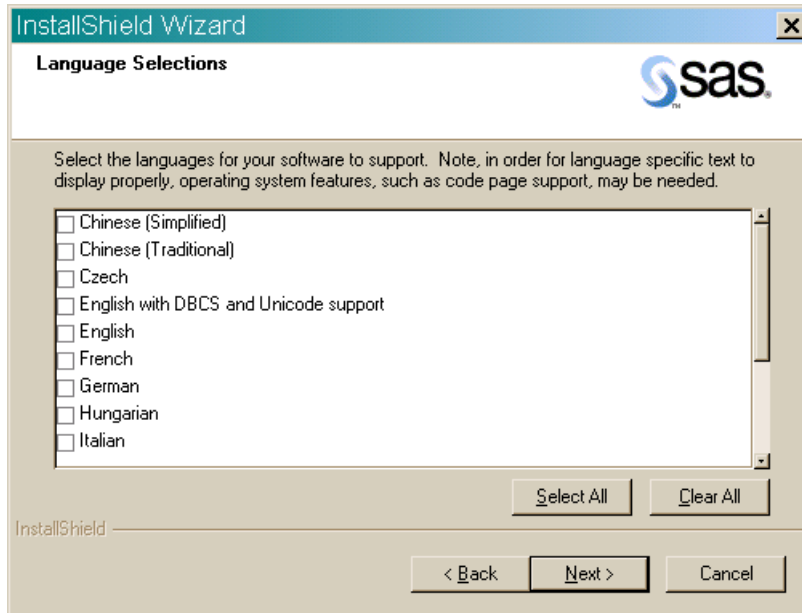 InstallShield Wizard
Language Selections
sas.
TM
Select the languages for your software to support. Note, in order for language specific text to
display properly, operating system features, such as code page support, may be needed.
Chinese (Simplified)
Chinese (Traditional)
Czech
English with DBCS and Unicode support
English
French
German
Hungarian
Italian
Select All
Clear All
InstallShield
< Back
Next >
Cancel